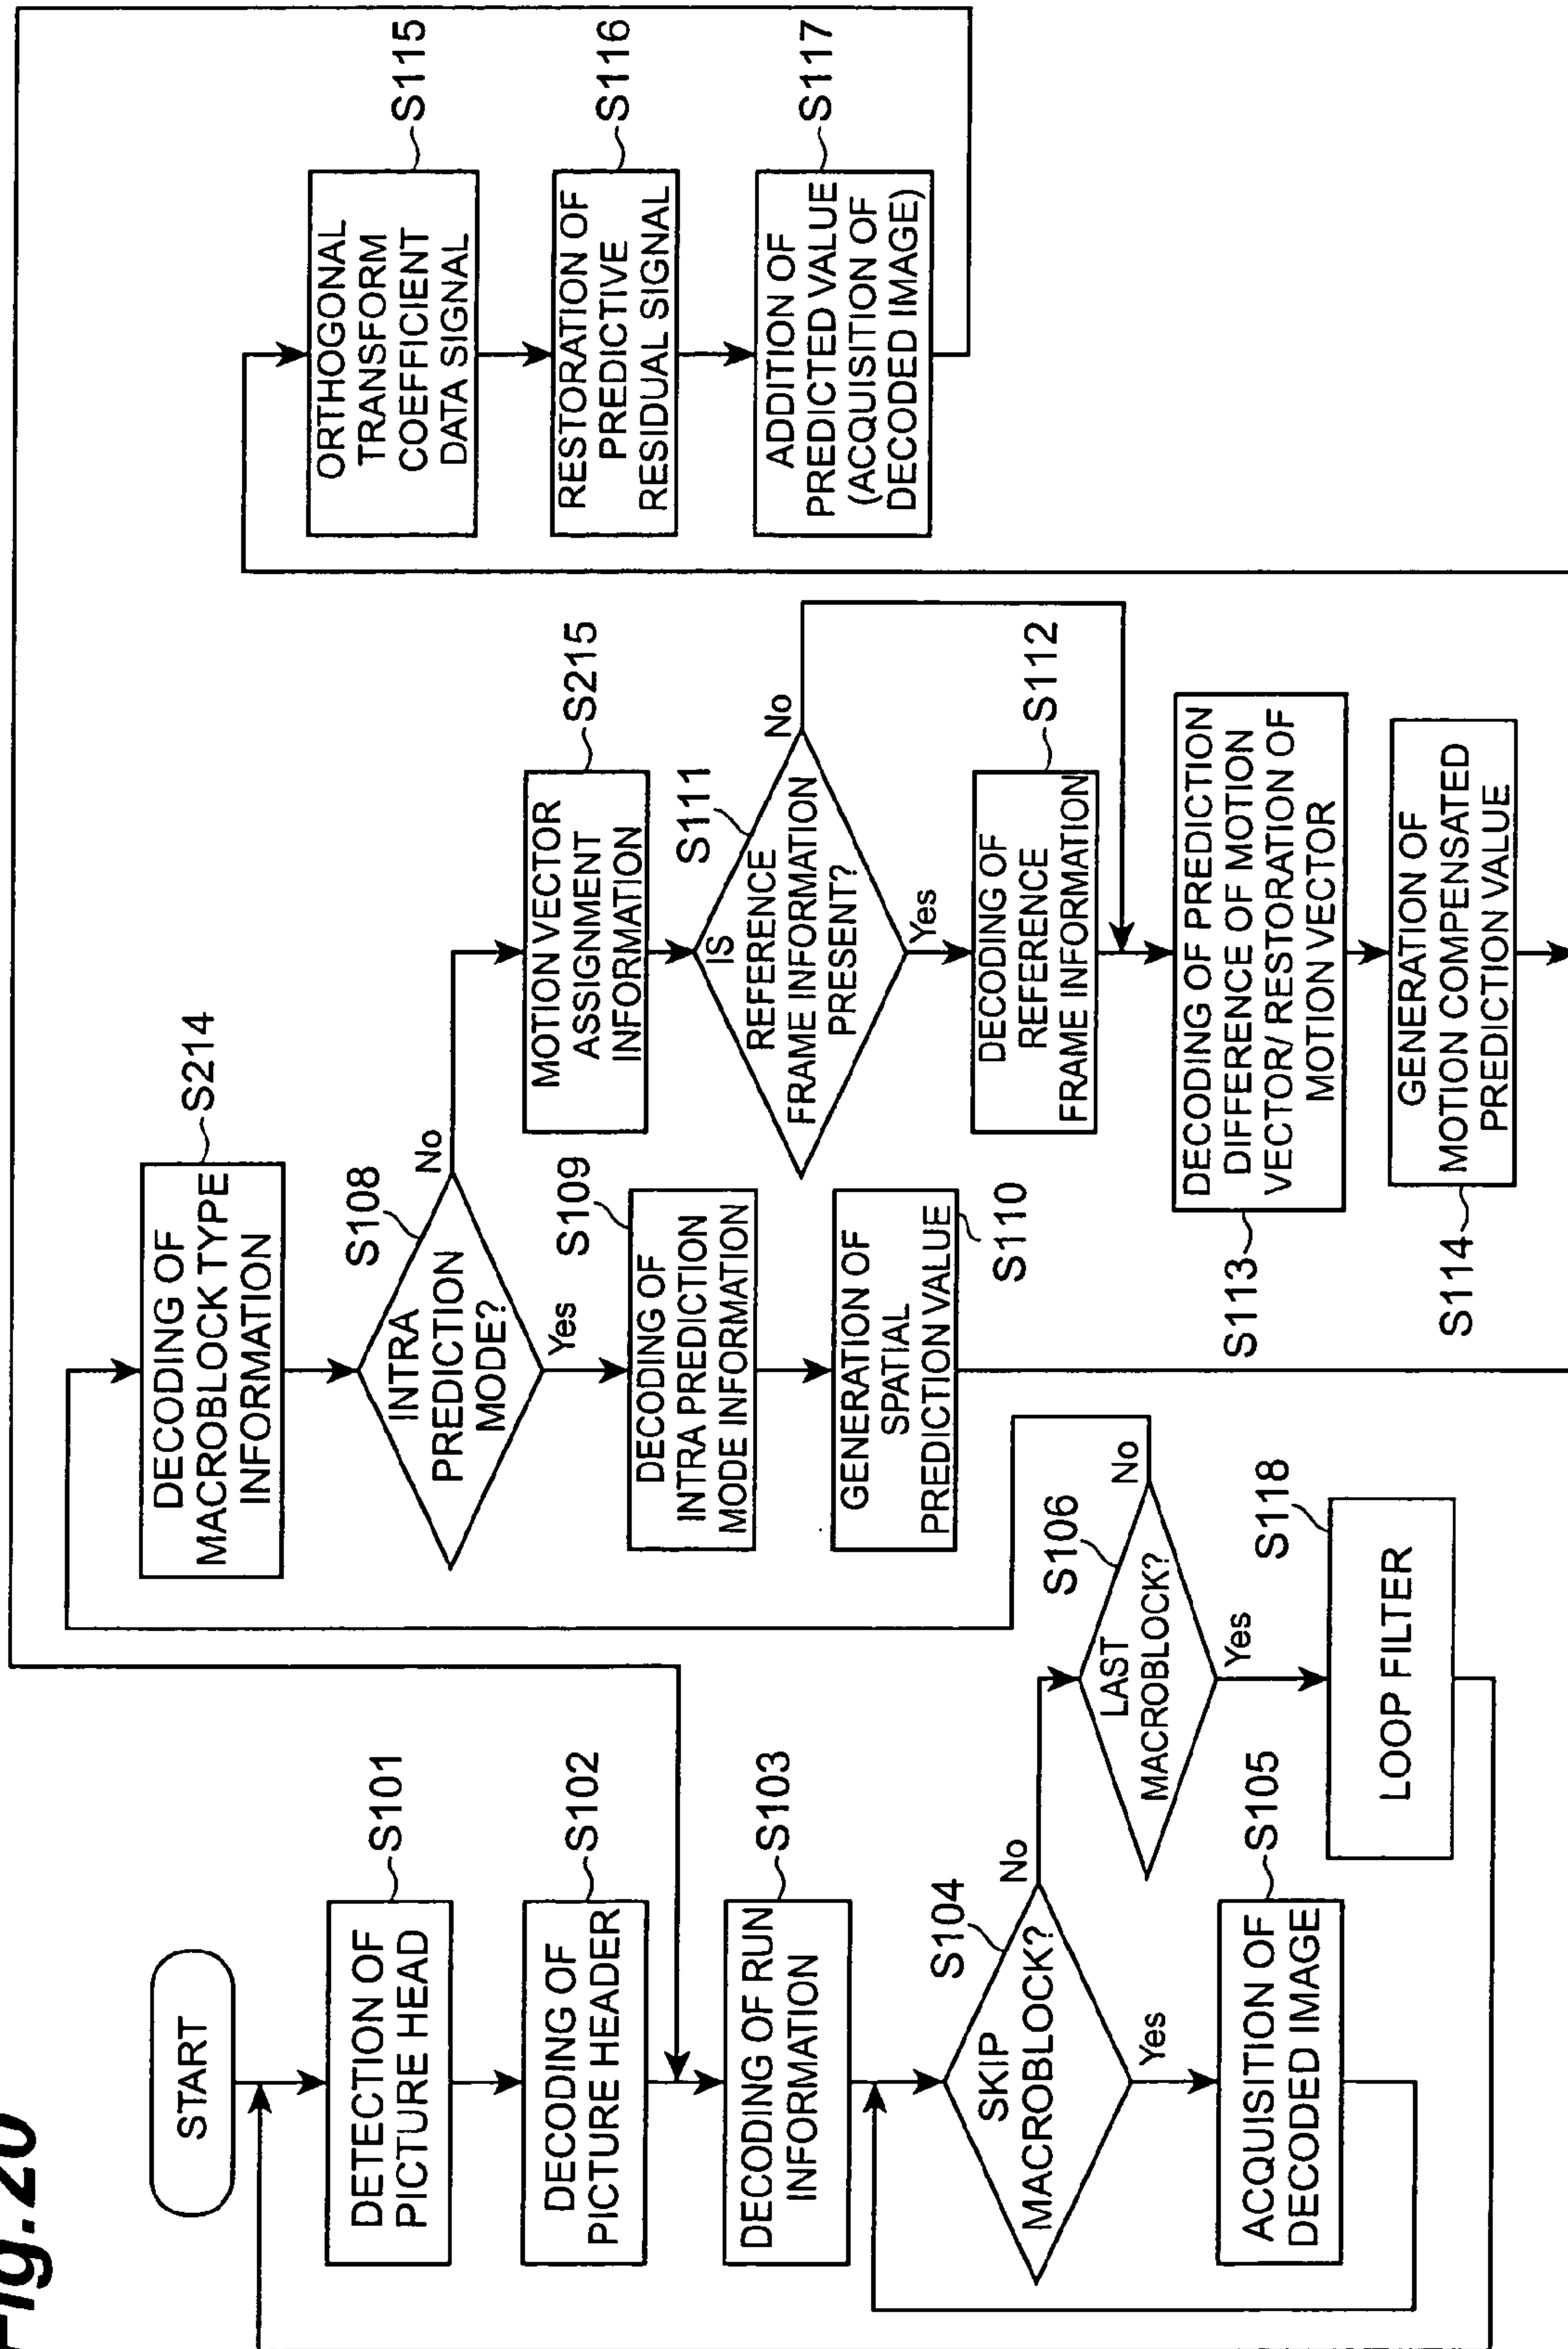 Fig.20
START
DETECTION OF
PICTURE HEAD
S101
DECODING OF
PICTURE HEADER
S102
DECODING OF RUN
INFORMATION
S103
SKIP
MACROBLOCK?
S104
No
Yes
ACQUISITION OF
DECODED IMAGE
S105
LAST
MACROBLOCK?
S106
No
Yes
LOOP FILTER
S118
DECODING OF
MACROBLOCK TYPE
INFORMATION
S214
INTRA
PREDICTION
MODE?
S108
No
Yes
DECODING OF
INTRA PREDICTION
MODE INFORMATION
S109
GENERATION OF
SPATIAL
PREDICTION VALUE
S110
MOTION VECTOR
ASSIGNMENT
INFORMATION
S215
IS
REFERENCE
FRAME INFORMATION
PRESENT?
S111
No
Yes
DECODING OF
REFERENCE
FRAME INFORMATION
S112
DECODING OF PREDICTION
DIFFERENCE OF MOTION
VECTOR/ RESTORATION OF
MOTION VECTOR
S113
GENERATION OF
MOTION COMPENSATED
PREDICTION VALUE
S114
ORTHOGONAL
TRANSFORM
COEFFICIENT
DATA SIGNAL
S115
RESTORATION OF
PREDICTIVE
RESIDUAL SIGNAL
S116
ADDITION OF
PREDICTED VALUE
(ACQUISITION OF
DECODED IMAGE)
S117